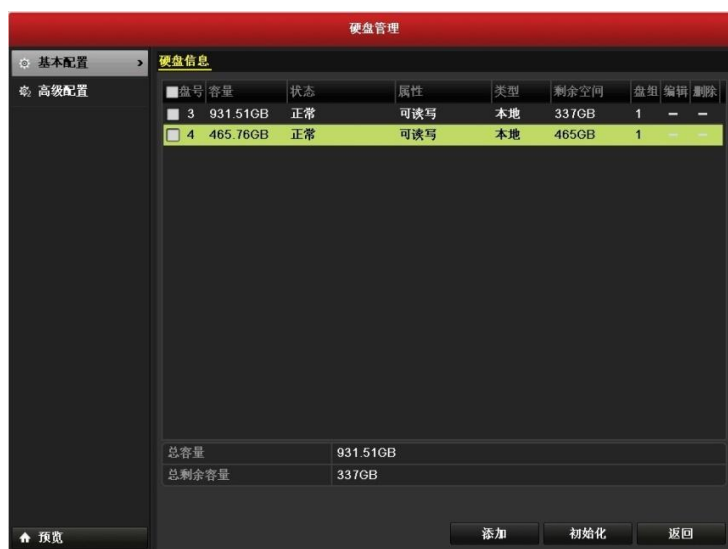 硬盘管理
基本配置
高级配置
硬盘信息
盘号 容量 状态 属性 类型 剩余空间 盘组 编辑 删除
3 931.51GB 正常 可读写 本地 337GB 1 — —
4 465.76GB 正常 可读写 本地 465GB 1 — —
总容量 931.51GB
总剩余容量 337GB
预览
添加 初始化 返回